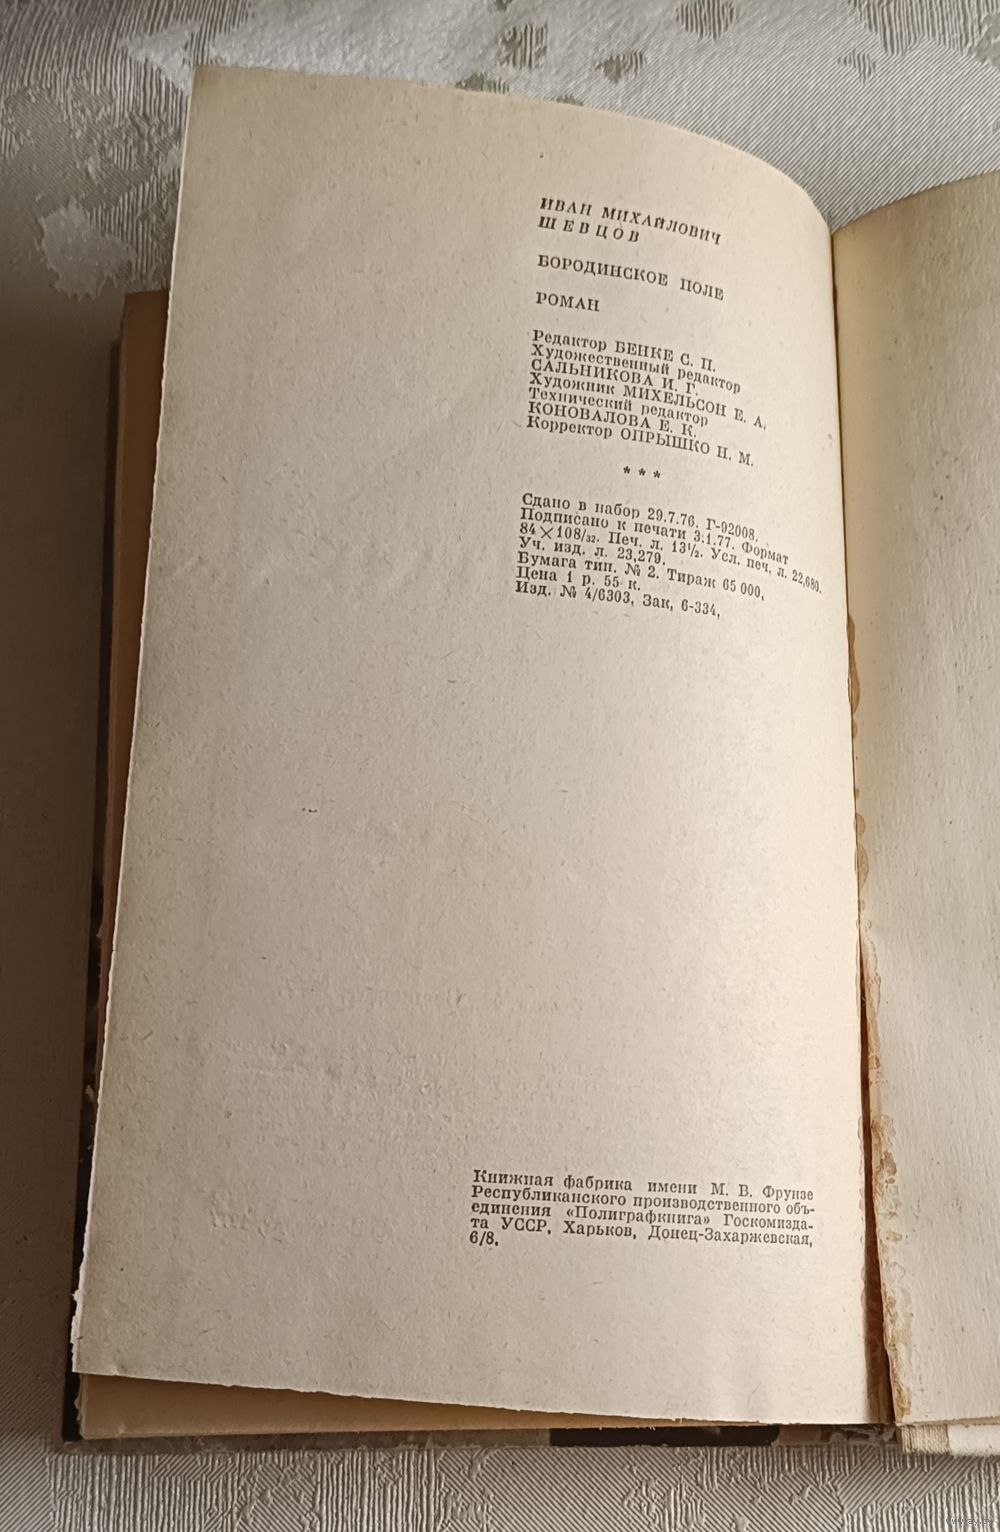 ИВАН МИХАЙЛОВИЧ
ШЕВЦОВ
БОРОДИНСКОЕ ПОЛЕ
РОМАН
Редактор БЕНКЕ С. П.
Художественный редактор
САЛЬНИКОВА И. Г.
Художник МИХЕЛЬСОН Е. А.
Технический редактор
КОНОВАЛОВА Е. К.
Корректор ОПРЫШКО Н. М.
* * *
Сдано в набор 29.7.76. Г-92008.
Подписано к печати 3.1.77. Формат
84×108/32. Печ. л. 13½. Усл. печ. л. 22,680.
Уч. изд. л. 23,279.
Бумага тип. № 2. Тираж 65 000,
Цена 1 р. 55 к.
Изд. № 4/6303, Зак, 6-334,
Книжная фабрика имени М. В. Фрунзе
Республиканского производственного объ-
единения «Полиграфкнига» Госкомизда-
та УССР, Харьков, Донец-Захаржевская,
6/8.